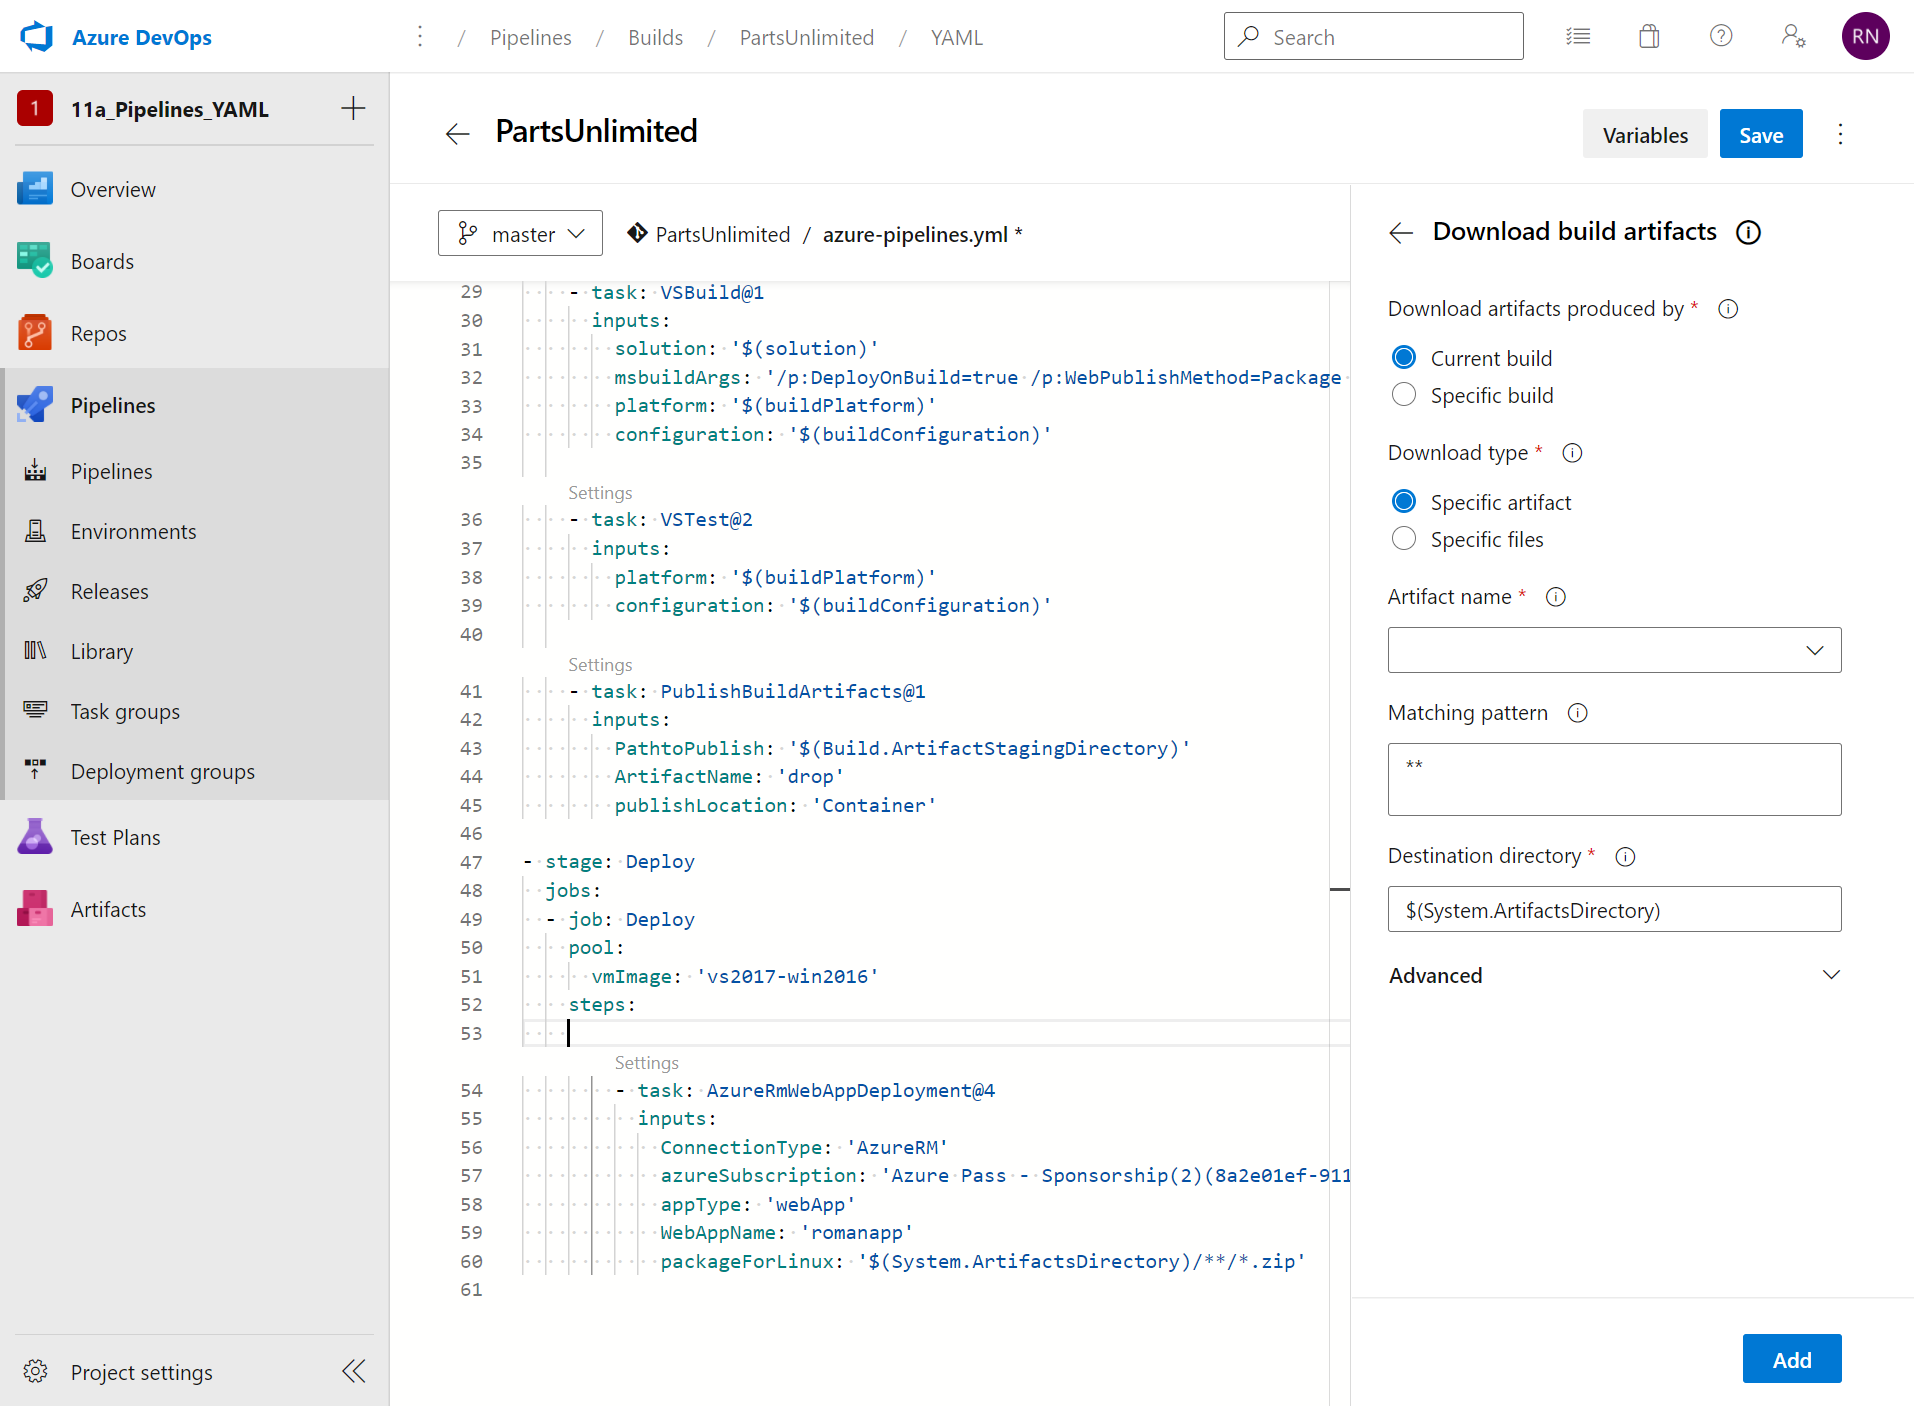 Azure DevOps
/ Pipelines / Builds / PartsUnlimited / YAML
Search
RN
1 11a_Pipelines_YAML
Overview
Boards
Repos
Pipelines
Pipelines
Environments
Releases
Library
Task groups
Deployment groups
Test Plans
Artifacts
Project settings
PartsUnlimited
Variables
Save
master
PartsUnlimited / azure-pipelines.yml *
29 - task: VSBuild@1
30 inputs:
31 solution: '$(solution)'
32 msbuildArgs: '/p:DeployOnBuild=true /p:WebPublishMethod=Package
33 platform: '$(buildPlatform)'
34 configuration: '$(buildConfiguration)'
35
Settings
36 - task: VSTest@2
37 inputs:
38 platform: '$(buildPlatform)'
39 configuration: '$(buildConfiguration)'
40
Settings
41 - task: PublishBuildArtifacts@1
42 inputs:
43 PathtoPublish: '$(Build.ArtifactStagingDirectory)'
44 ArtifactName: 'drop'
45 publishLocation: 'Container'
46
47 - stage: Deploy
48 jobs:
49 - job: Deploy
50 pool:
51 vmImage: 'vs2017-win2016'
52 steps:
53
Settings
54 - task: AzureRmWebAppDeployment@4
55 inputs:
56 ConnectionType: 'AzureRM'
57 azureSubscription: 'Azure Pass - Sponsorship(2)(8a2e01ef-911
58 appType: 'webApp'
59 WebAppName: 'romanapp'
60 packageForLinux: '$(System.ArtifactsDirectory)/**/*.zip'
61
Download build artifacts
Download artifacts produced by *
Current build
Specific build
Download type *
Specific artifact
Specific files
Artifact name *
Matching pattern
**
Destination directory *
$(System.ArtifactsDirectory)
Advanced
Add